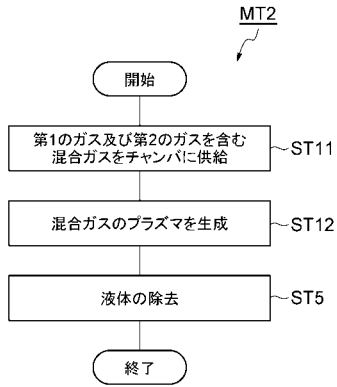 MT2
開始
第1のガス及び第2のガスを含む
混合ガスをチャンバに供給
ST11
混合ガスのプラズマを生成
ST12
液体の除去
ST5
終了